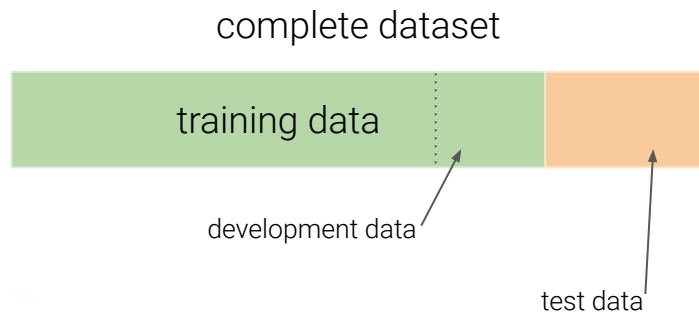 complete dataset
training data
development data
test data